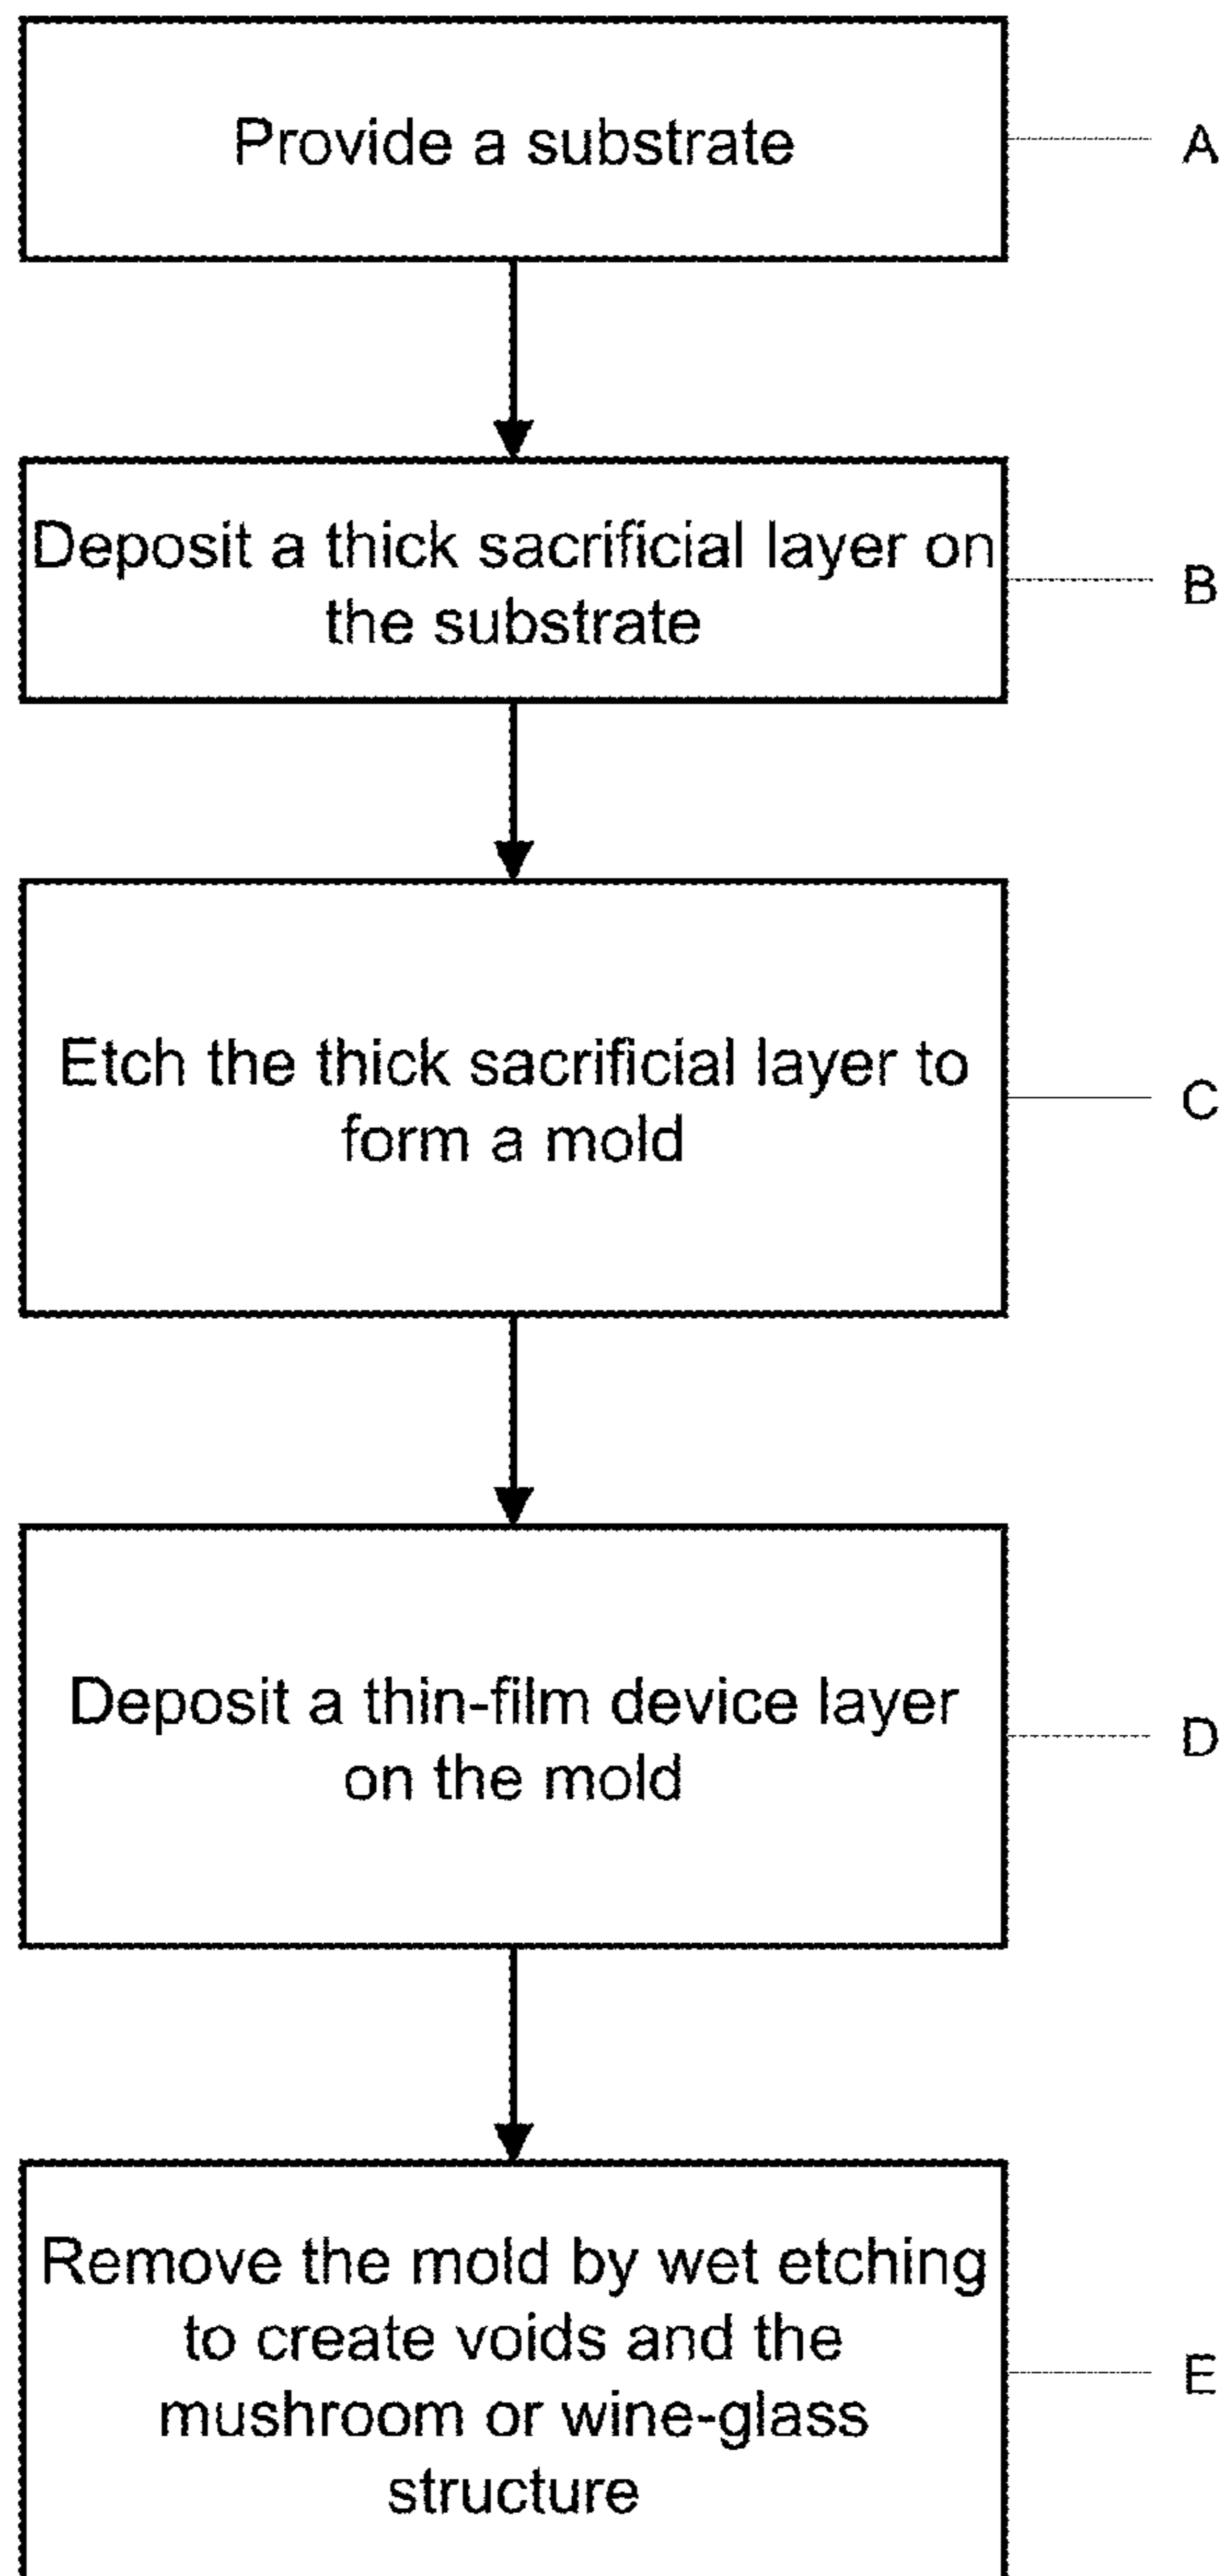 Provide a substrate
A
Deposit a thick sacrificial layer on
the substrate
B
Etch the thick sacrificial layer to
form a mold
C
Deposit a thin-film device layer
on the mold
D
Remove the mold by wet etching
to create voids and the
mushroom or wine-glass
structure
E